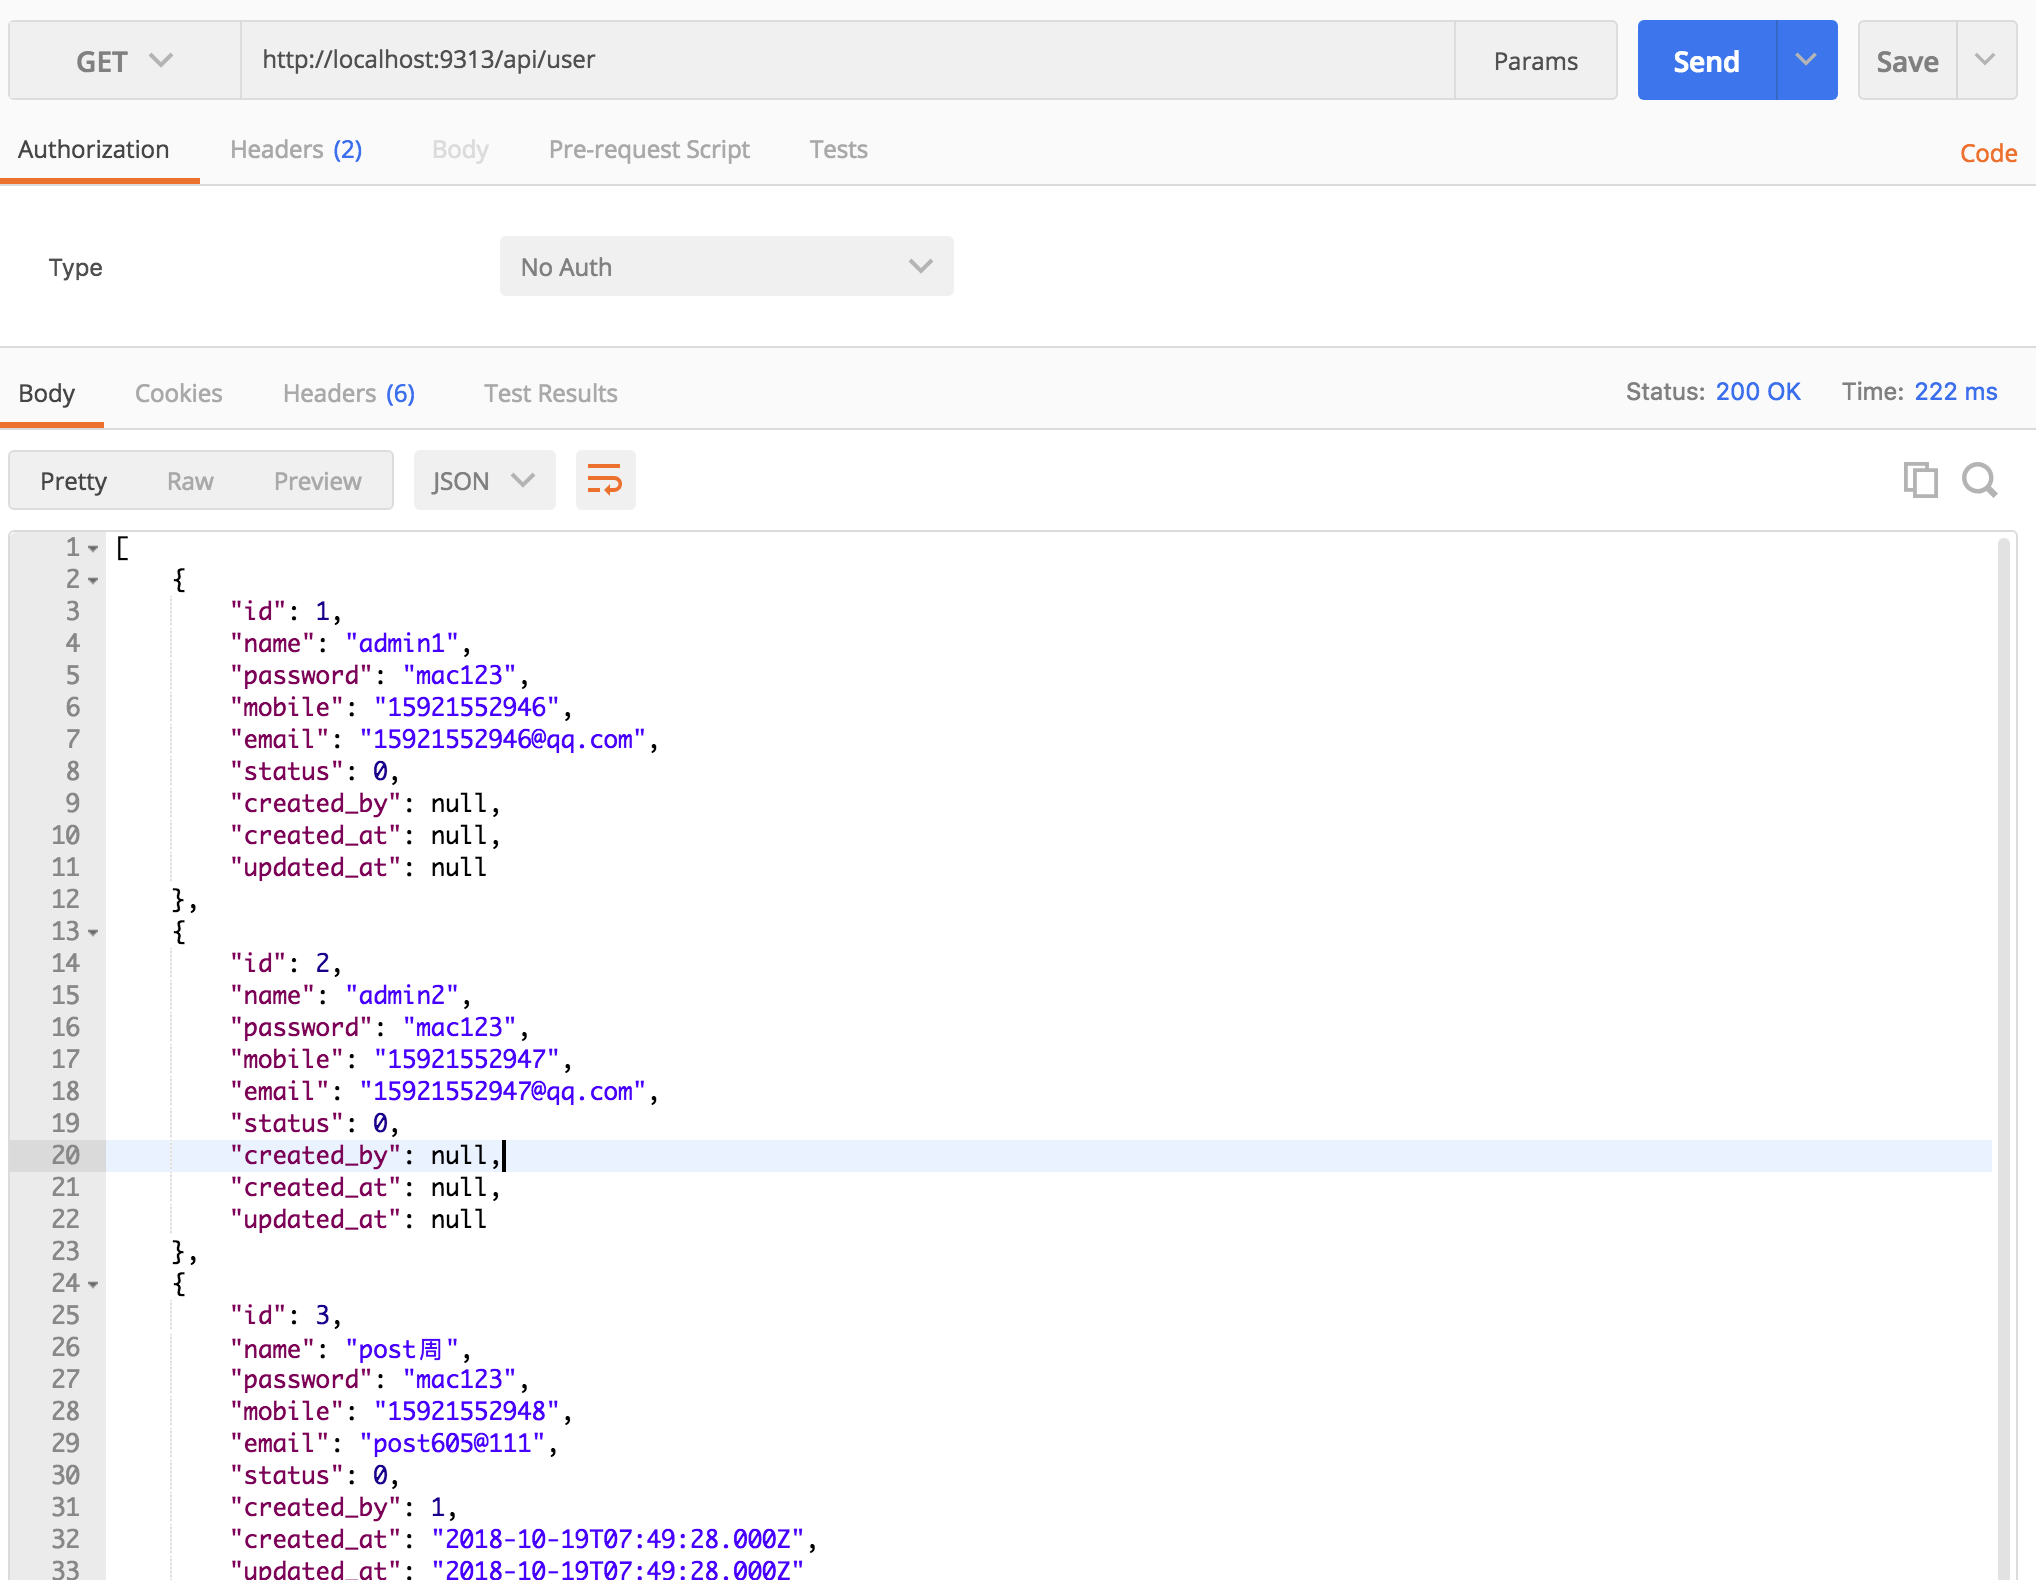 GET http://localhost:9313/api/user Params Send Save
Authorization Headers (2) Body Pre-request Script Tests Code
Type No Auth
Body Cookies Headers (6) Test Results Status: 200 OK Time: 222 ms
Pretty Raw Preview JSON
1 [
2 {
3 "id": 1,
4 "name": "admin1",
5 "password": "mac123",
6 "mobile": "15921552946",
7 "email": "15921552946@qq.com",
8 "status": 0,
9 "created_by": null,
10 "created_at": null,
11 "updated_at": null
12 },
13 {
14 "id": 2,
15 "name": "admin2",
16 "password": "mac123",
17 "mobile": "15921552947",
18 "email": "15921552947@qq.com",
19 "status": 0,
20 "created_by": null,
21 "created_at": null,
22 "updated_at": null
23 },
24 {
25 "id": 3,
26 "name": "post周",
27 "password": "mac123",
28 "mobile": "15921552948",
29 "email": "post605@111",
30 "status": 0,
31 "created_by": 1,
32 "created_at": "2018-10-19T07:49:28.000Z",
33 "updated_at": "2018-10-19T07:49:28.000Z"